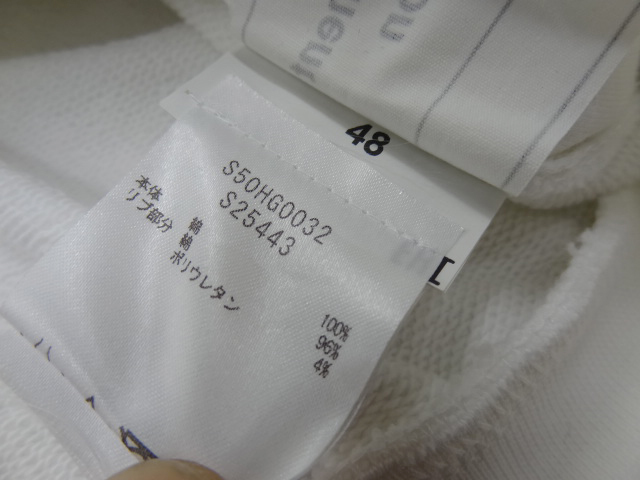 48
S50HG0032
S25443
本体 綿 100%
リブ部分 綿 96%
ポリウレタン 4%